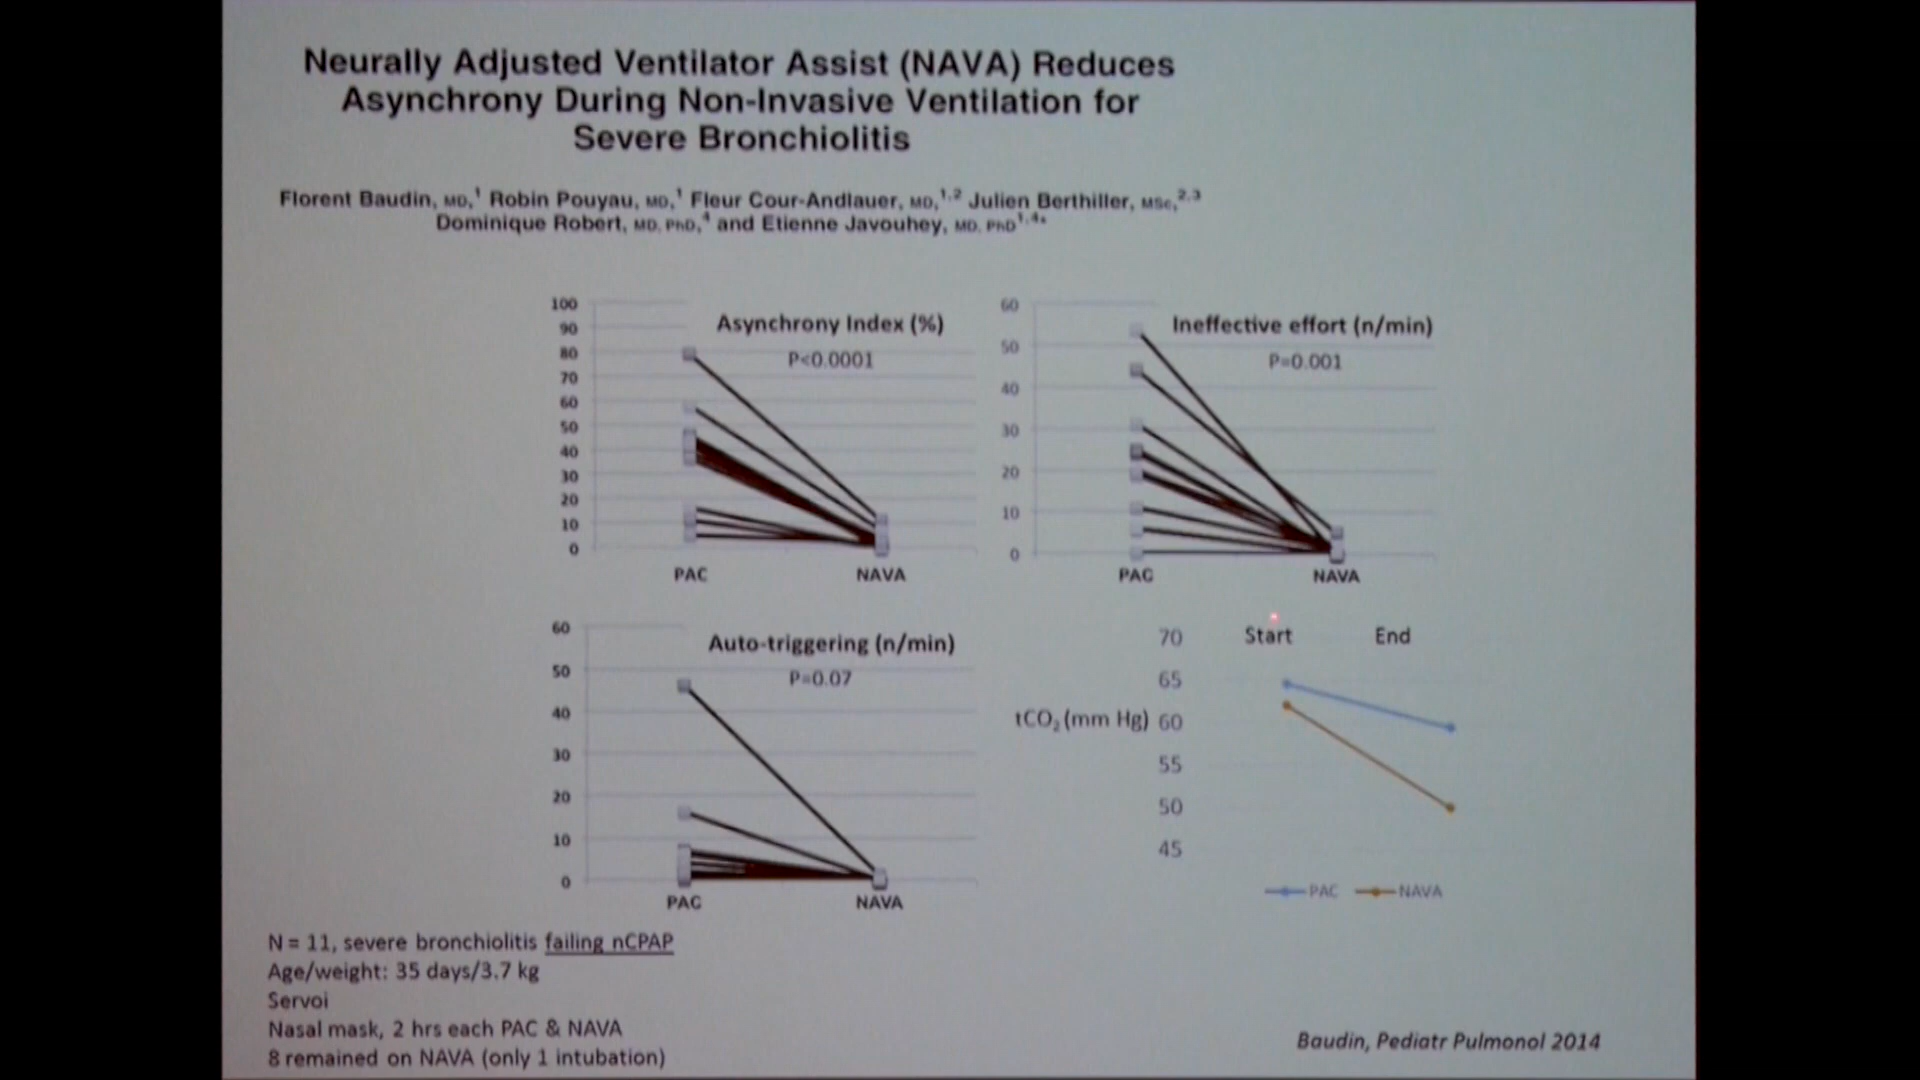 Neurally Adjusted Ventilator Assist (NAVA) Reduces
Asynchrony During Non-Invasive Ventilation for
Severe Bronchiolitis
Florent Baudin, MD,1 Robin Pouyau, MD,1 Fleur Cour-Andlauer, MD,1,2 Julien Berthiller, MSc,2,3
Dominique Robert, MD, PhD,4 and Etienne Javouhey, MD, PhD1,4*
Asynchrony Index (%)
P<0.0001
100
90
80
70
60
50
40
30
20
10
0
PAC NAVA
Ineffective effort (n/min)
P=0.001
60
50
40
30
20
10
0
PAC NAVA
Auto-triggering (n/min)
P=0.07
60
50
40
30
20
10
0
PAC NAVA
Start End
tCO2 (mm Hg)
70
65
60
55
50
45
PAC NAVA
N = 11, severe bronchiolitis failing nCPAP
Age/weight: 35 days/3.7 kg
Servoi
Nasal mask, 2 hrs each PAC & NAVA
8 remained on NAVA (only 1 intubation)
Baudin, Pediatr Pulmonol 2014